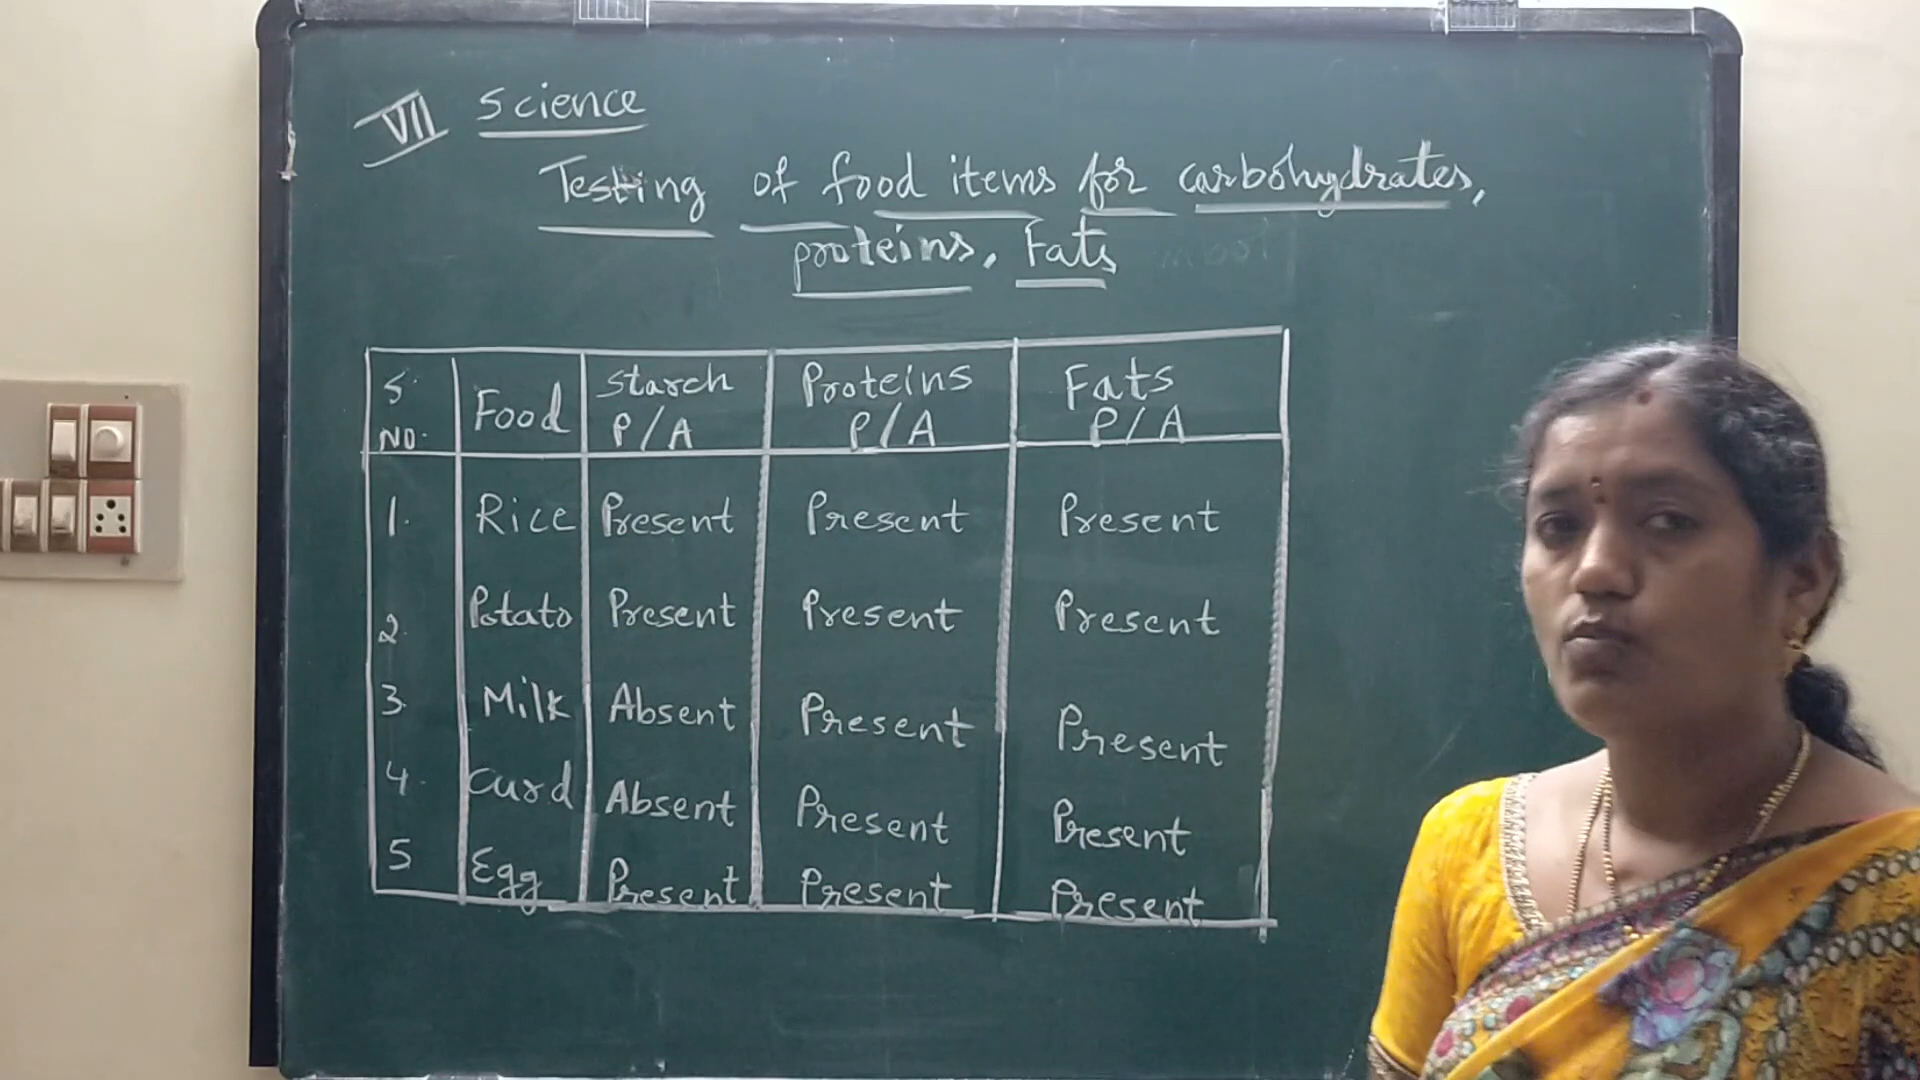 VII Science
Testing of food items for carbohydrates,
proteins, Fats
S. NO. Food Starch P/A Proteins P/A Fats P/A
1. Rice Present Present Present
2. Potato Present Present Present
3. Milk Absent Present Present
4. Curd Absent Present Present
5 Egg Present Present Present